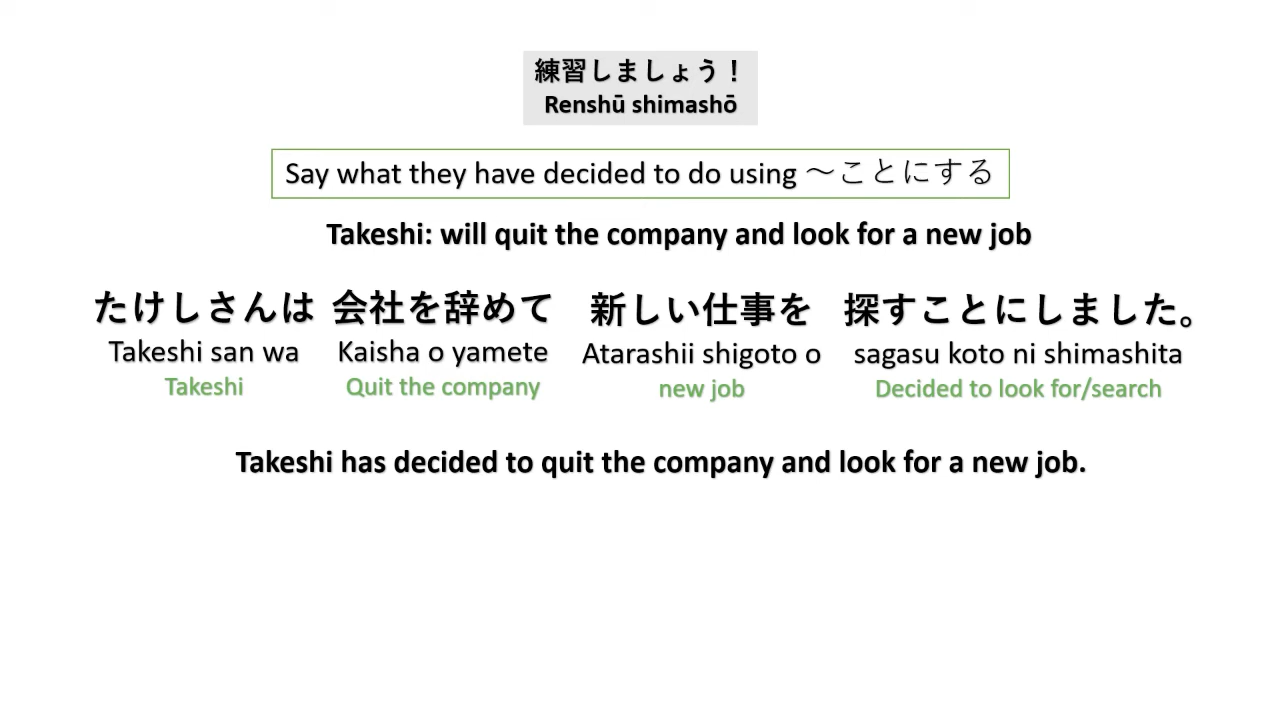 練習しましょう！
Renshū shimashō
Say what they have decided to do using ～ことにする
Takeshi: will quit the company and look for a new job
たけしさんは 会社を辞めて 新しい仕事を 探すことにしました。
Takeshi san wa Kaisha o yamete Atarashii shigoto o sagasu koto ni shimashita
Takeshi Quit the company new job Decided to look for/search
Takeshi has decided to quit the company and look for a new job.